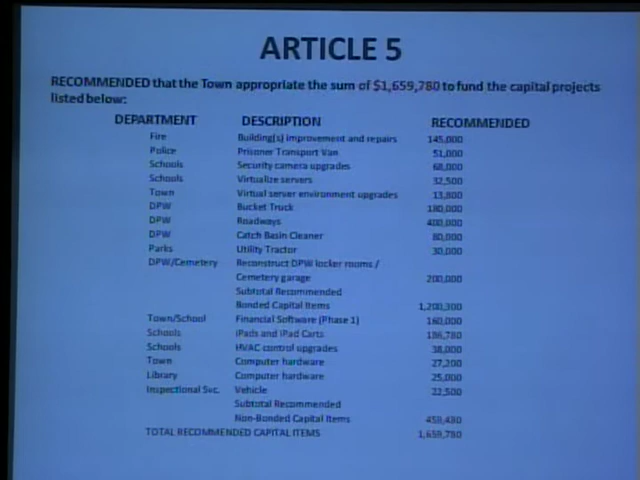 ARTICLE 5
RECOMMENDED that the Town appropriate the sum of $1,659,780 to fund the capital projects
listed below:
DEPARTMENT DESCRIPTION RECOMMENDED
Fire Building(s) improvement and repairs 145,000
Police Prisoner Transport Van 51,000
Schools Security camera upgrades 68,000
Schools Virtualize servers 32,500
Town Virtual server environment upgrades 13,800
DPW Bucket Truck 180,000
DPW Roadways 400,000
DPW Catch Basin Cleaner 80,000
Parks Utility Tractor 30,000
DPW/Cemetery Reconstruct DPW locker rooms /
Cemetery garage 200,000
Subtotal Recommended
Bonded Capital Items 1,200,300
Town/School Financial Software (Phase 1) 160,000
Schools iPads and iPad Carts 186,780
Schools HVAC control upgrades 38,000
Town Computer hardware 27,200
Library Computer hardware 25,000
Inspectional Svc. Vehicle 22,500
Subtotal Recommended
Non-Bonded Capital Items 459,480
TOTAL RECOMMENDED CAPITAL ITEMS 1,659,780